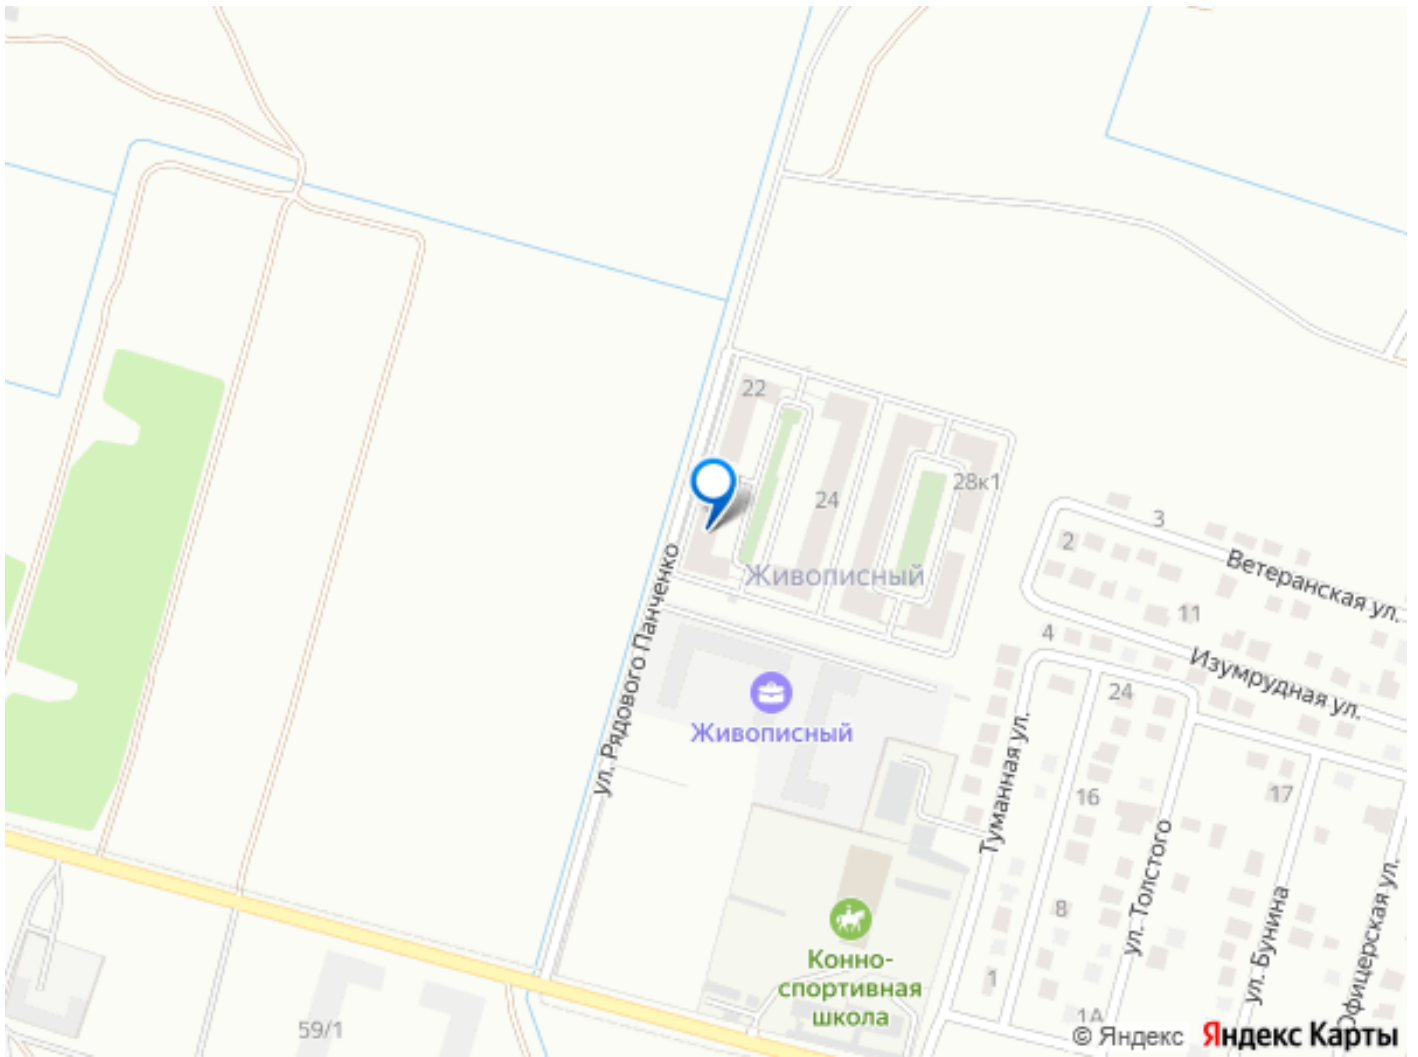 22
24
28к1
Живописный
ул. Рядового Панченко
3
2
Ветеранская ул.
11
4
Изумрудная ул.
24
Живописный
Туманная ул.
16
17
ул. Толстого
8
ул. Бунина
Офицерская ул.
Конно-
спортивная
школа
1
1А
59/1
© Яндекс Яндекс Карты